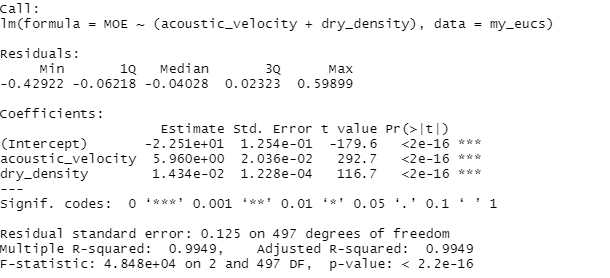 Call:
lm(formula = MOE ~ (acoustic_velocity + dry_density), data = my_eucs)
Residuals:
Min 1Q Median 3Q Max
-0.42922 -0.06218 -0.04028 0.02323 0.59899
Coefficients:
Estimate Std. Error t value Pr(>|t|)
(Intercept) -2.251e+01 1.254e-01 -179.6 <2e-16 ***
acoustic_velocity 5.960e+00 2.036e-02 292.7 <2e-16 ***
dry_density 1.434e-02 1.228e-04 116.7 <2e-16 ***
---
Signif. codes: 0 ‘***’ 0.001 ‘**’ 0.01 ‘*’ 0.05 ‘.’ 0.1 ‘ ’ 1
Residual standard error: 0.125 on 497 degrees of freedom
Multiple R-squared: 0.9949, Adjusted R-squared: 0.9949
F-statistic: 4.848e+04 on 2 and 497 DF, p-value: < 2.2e-16